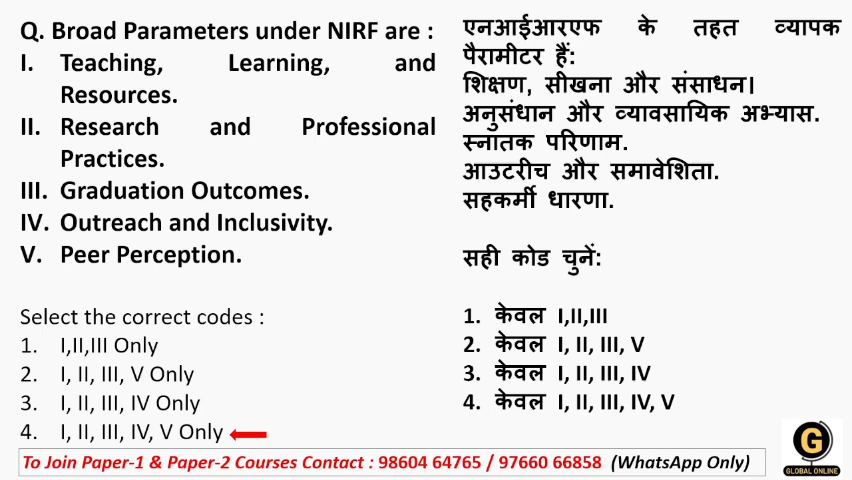 Q. Broad Parameters under NIRF are :
I. Teaching, Learning, and
Resources.
II. Research and Professional
Practices.
III. Graduation Outcomes.
IV. Outreach and Inclusivity.
V. Peer Perception.
Select the correct codes :
1. I,II,III Only
2. I, II, III, V Only
3. I, II, III, IV Only
4. I, II, III, IV, V Only
एनआईआरएफ के तहत व्यापक
पैरामीटर हैं:
शिक्षण, सीखना और संसाधन।
अनुसंधान और व्यावसायिक अभ्यास.
स्नातक परिणाम.
आउटरीच और समावेशिता.
सहकर्मी धारणा.
सही कोड चुनें:
1. केवल I,II,III
2. केवल I, II, III, V
3. केवल I, II, III, IV
4. केवल I, II, III, IV, V
To Join Paper-1 & Paper-2 Courses Contact : 98604 64765 / 97660 66858 (WhatsApp Only)
G
GLOBAL ONLINE